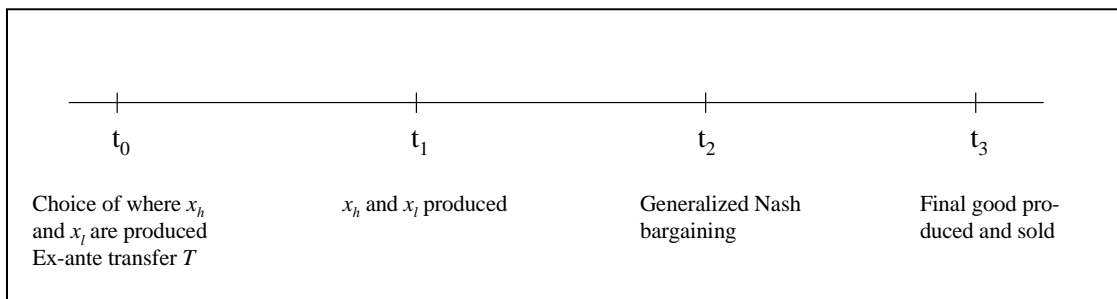 t₀
t₁
t₂
t₃
Choice of where xₕ
and xₗ are produced
Ex-ante transfer T
xₕ and xₗ produced
Generalized Nash
bargaining
Final good pro-
duced and sold